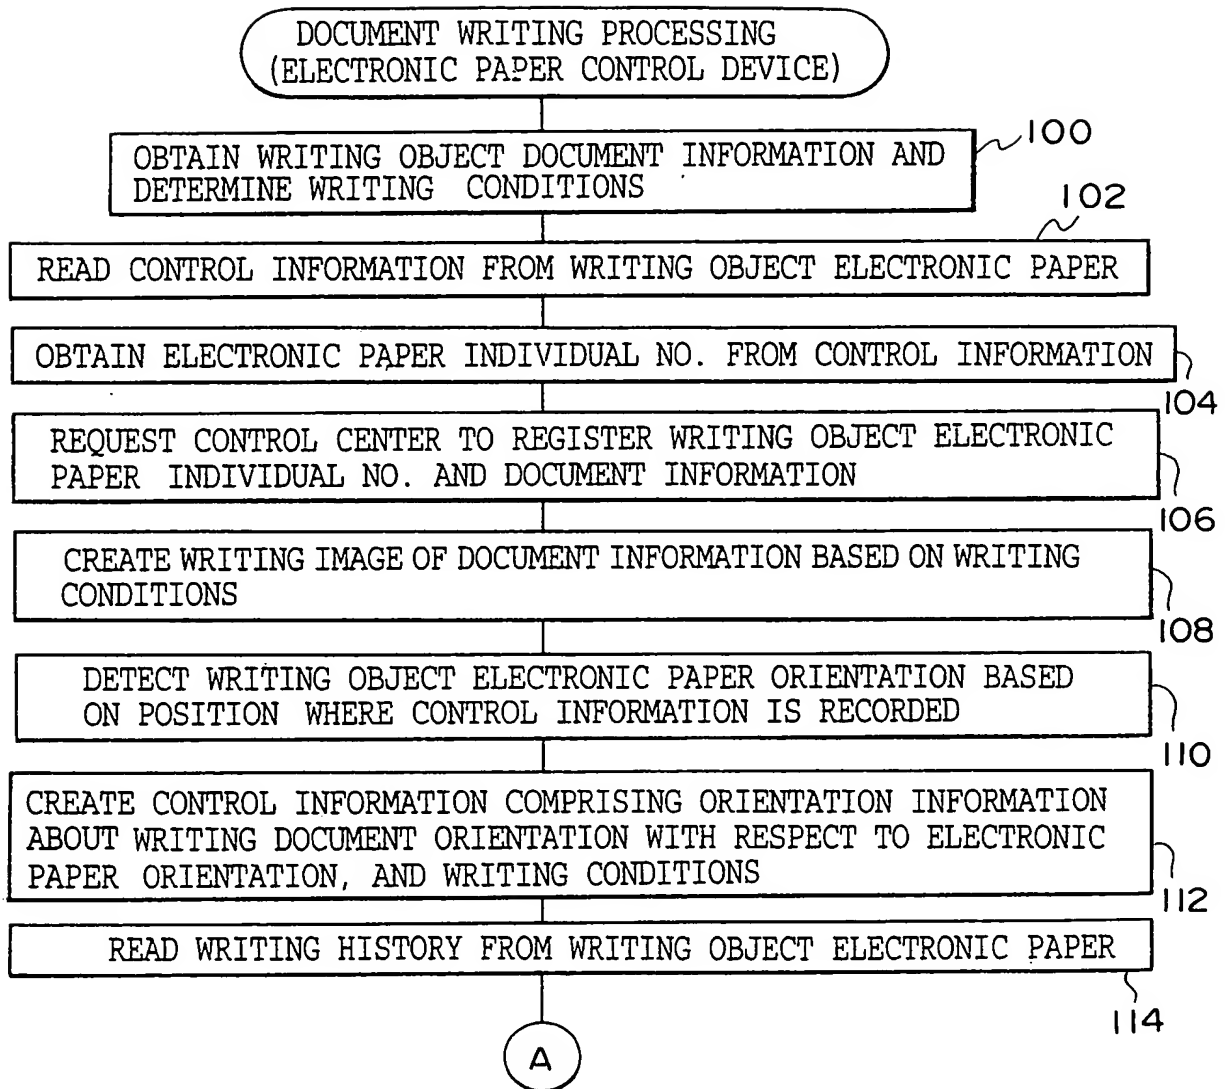 DOCUMENT WRITING PROCESSING
(ELECTRONIC PAPER CONTROL DEVICE)
100
OBTAIN WRITING OBJECT DOCUMENT INFORMATION AND
DETERMINE WRITING CONDITIONS
102
READ CONTROL INFORMATION FROM WRITING OBJECT ELECTRONIC PAPER
OBTAIN ELECTRONIC PAPER INDIVIDUAL NO. FROM CONTROL INFORMATION
104
REQUEST CONTROL CENTER TO REGISTER WRITING OBJECT ELECTRONIC
PAPER INDIVIDUAL NO. AND DOCUMENT INFORMATION
106
CREATE WRITING IMAGE OF DOCUMENT INFORMATION BASED ON WRITING
CONDITIONS
108
DETECT WRITING OBJECT ELECTRONIC PAPER ORIENTATION BASED
ON POSITION WHERE CONTROL INFORMATION IS RECORDED
110
CREATE CONTROL INFORMATION COMPRISING ORIENTATION INFORMATION
ABOUT WRITING DOCUMENT ORIENTATION WITH RESPECT TO ELECTRONIC
PAPER ORIENTATION, AND WRITING CONDITIONS
112
READ WRITING HISTORY FROM WRITING OBJECT ELECTRONIC PAPER
114
A